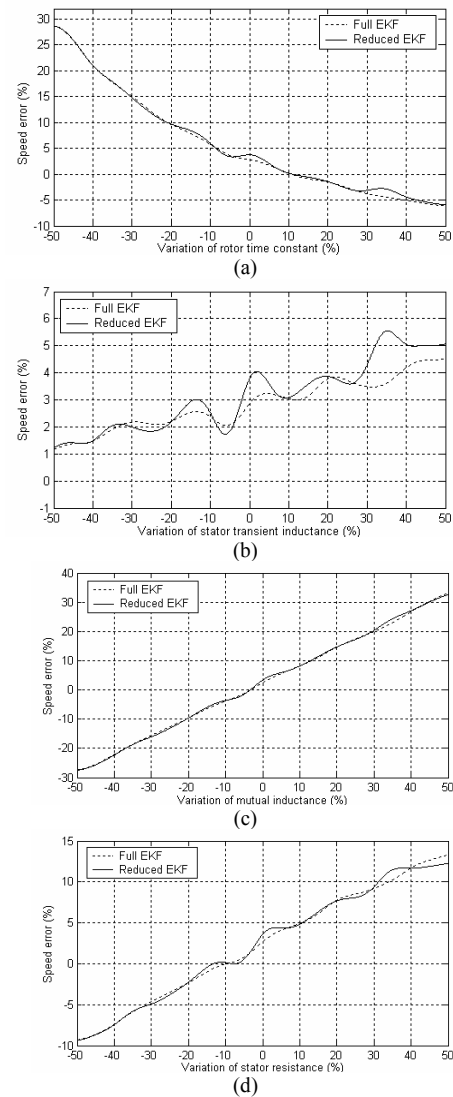 30
25
20
15
10
5
0
-5
-10
Speed error (%)
Full EKF
Reduced EKF
-50 -40 -30 -20 -10 0 10 20 30 40 50
Variation of rotor time constant (%)
(a)
7
6
5
4
3
2
1
0
-1
Speed error (%)
Full EKF
Reduced EKF
-50 -40 -30 -20 -10 0 10 20 30 40 50
Variation of stator transient inductance (%)
(b)
40
30
20
10
0
-10
-20
-30
Speed error (%)
Full EKF
Reduced EKF
-50 -40 -30 -20 -10 0 10 20 30 40 50
Variation of mutual inductance (%)
(c)
15
10
5
0
-5
-10
Speed error (%)
Full EKF
Reduced EKF
-50 -40 -30 -20 -10 0 10 20 30 40 50
Variation of stator resistance (%)
(d)